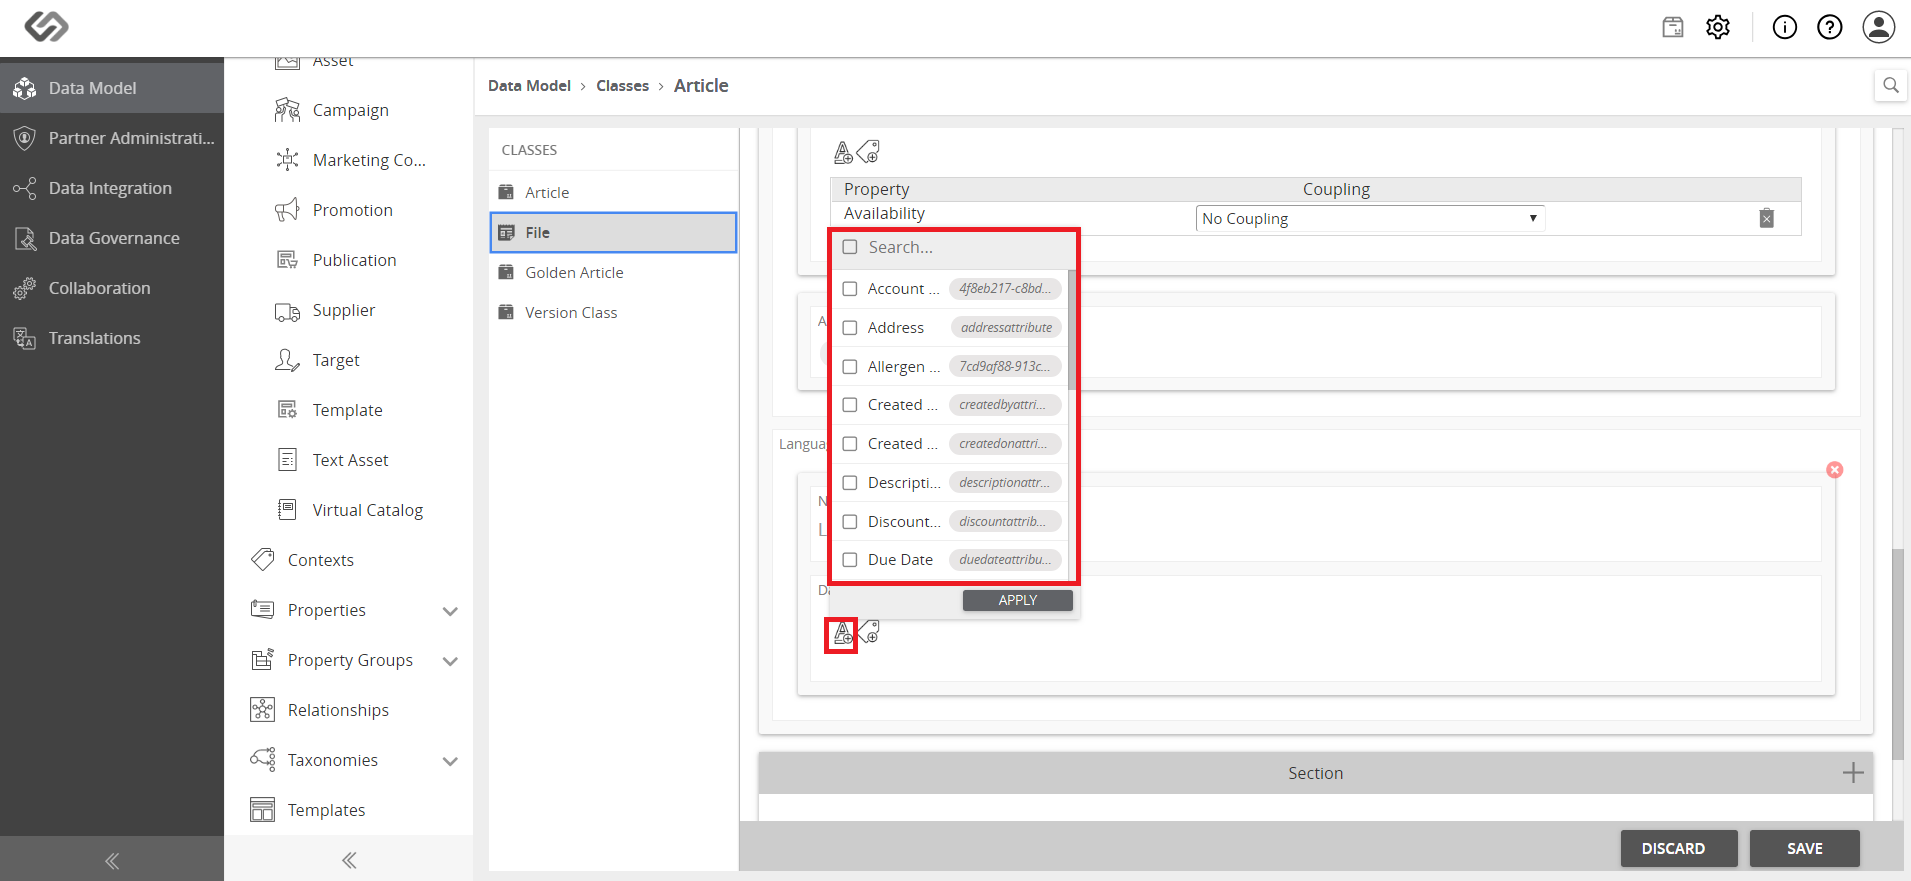 Asset
Data Model
Partner Administrati...
Data Integration
Data Governance
Collaboration
Translations
Campaign
Marketing Co...
Promotion
Publication
Supplier
Target
Template
Text Asset
Virtual Catalog
Contexts
Properties
Property Groups
Relationships
Taxonomies
Templates
Data Model > Classes > Article
CLASSES
Article
File
Golden Article
Version Class
Property Coupling
Availability No Coupling
Search...
Account ... 4f8eb217-c8bd...
Address addressattribute
Allergen ... 7cd9af88-913c...
Created ... createdbyattri...
Created ... createdonattri...
Descripti... descriptionattr...
Discount... discountattrib...
Due Date duedateattribu...
APPLY
Section
DISCARD SAVE